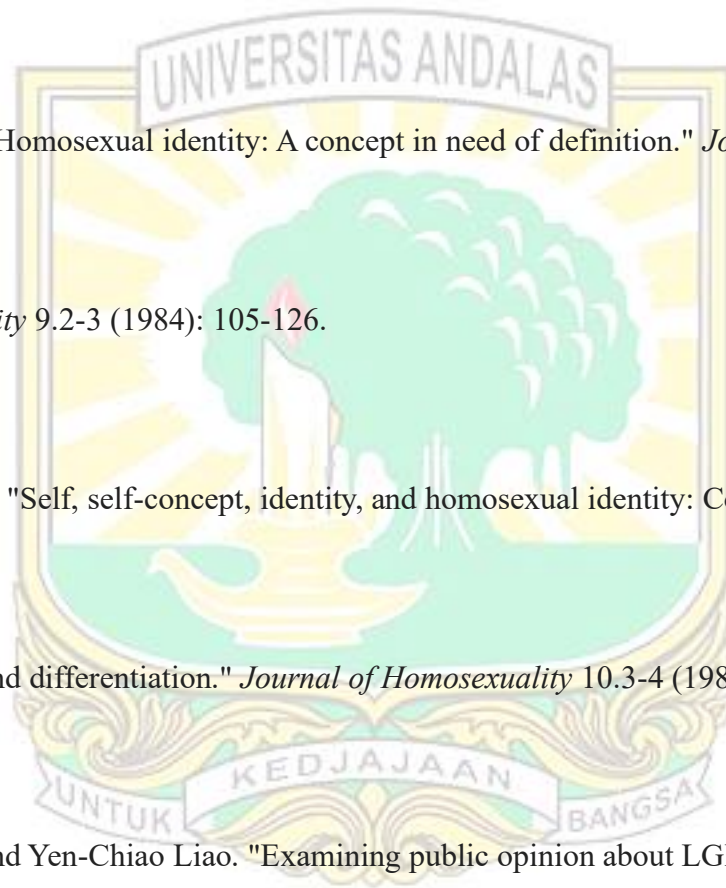 UNIVERSITAS ANDALAS
Homosexual identity: A concept in need of definition." Jo
ity 9.2-3 (1984): 105-126.
"Self, self-concept, identity, and homosexual identity: Co
nd differentiation." Journal of Homosexuality 10.3-4 (198
KEDJAJAAN
UNTUK BANGSA
nd Yen-Chiao Liao. "Examining public opinion about LG